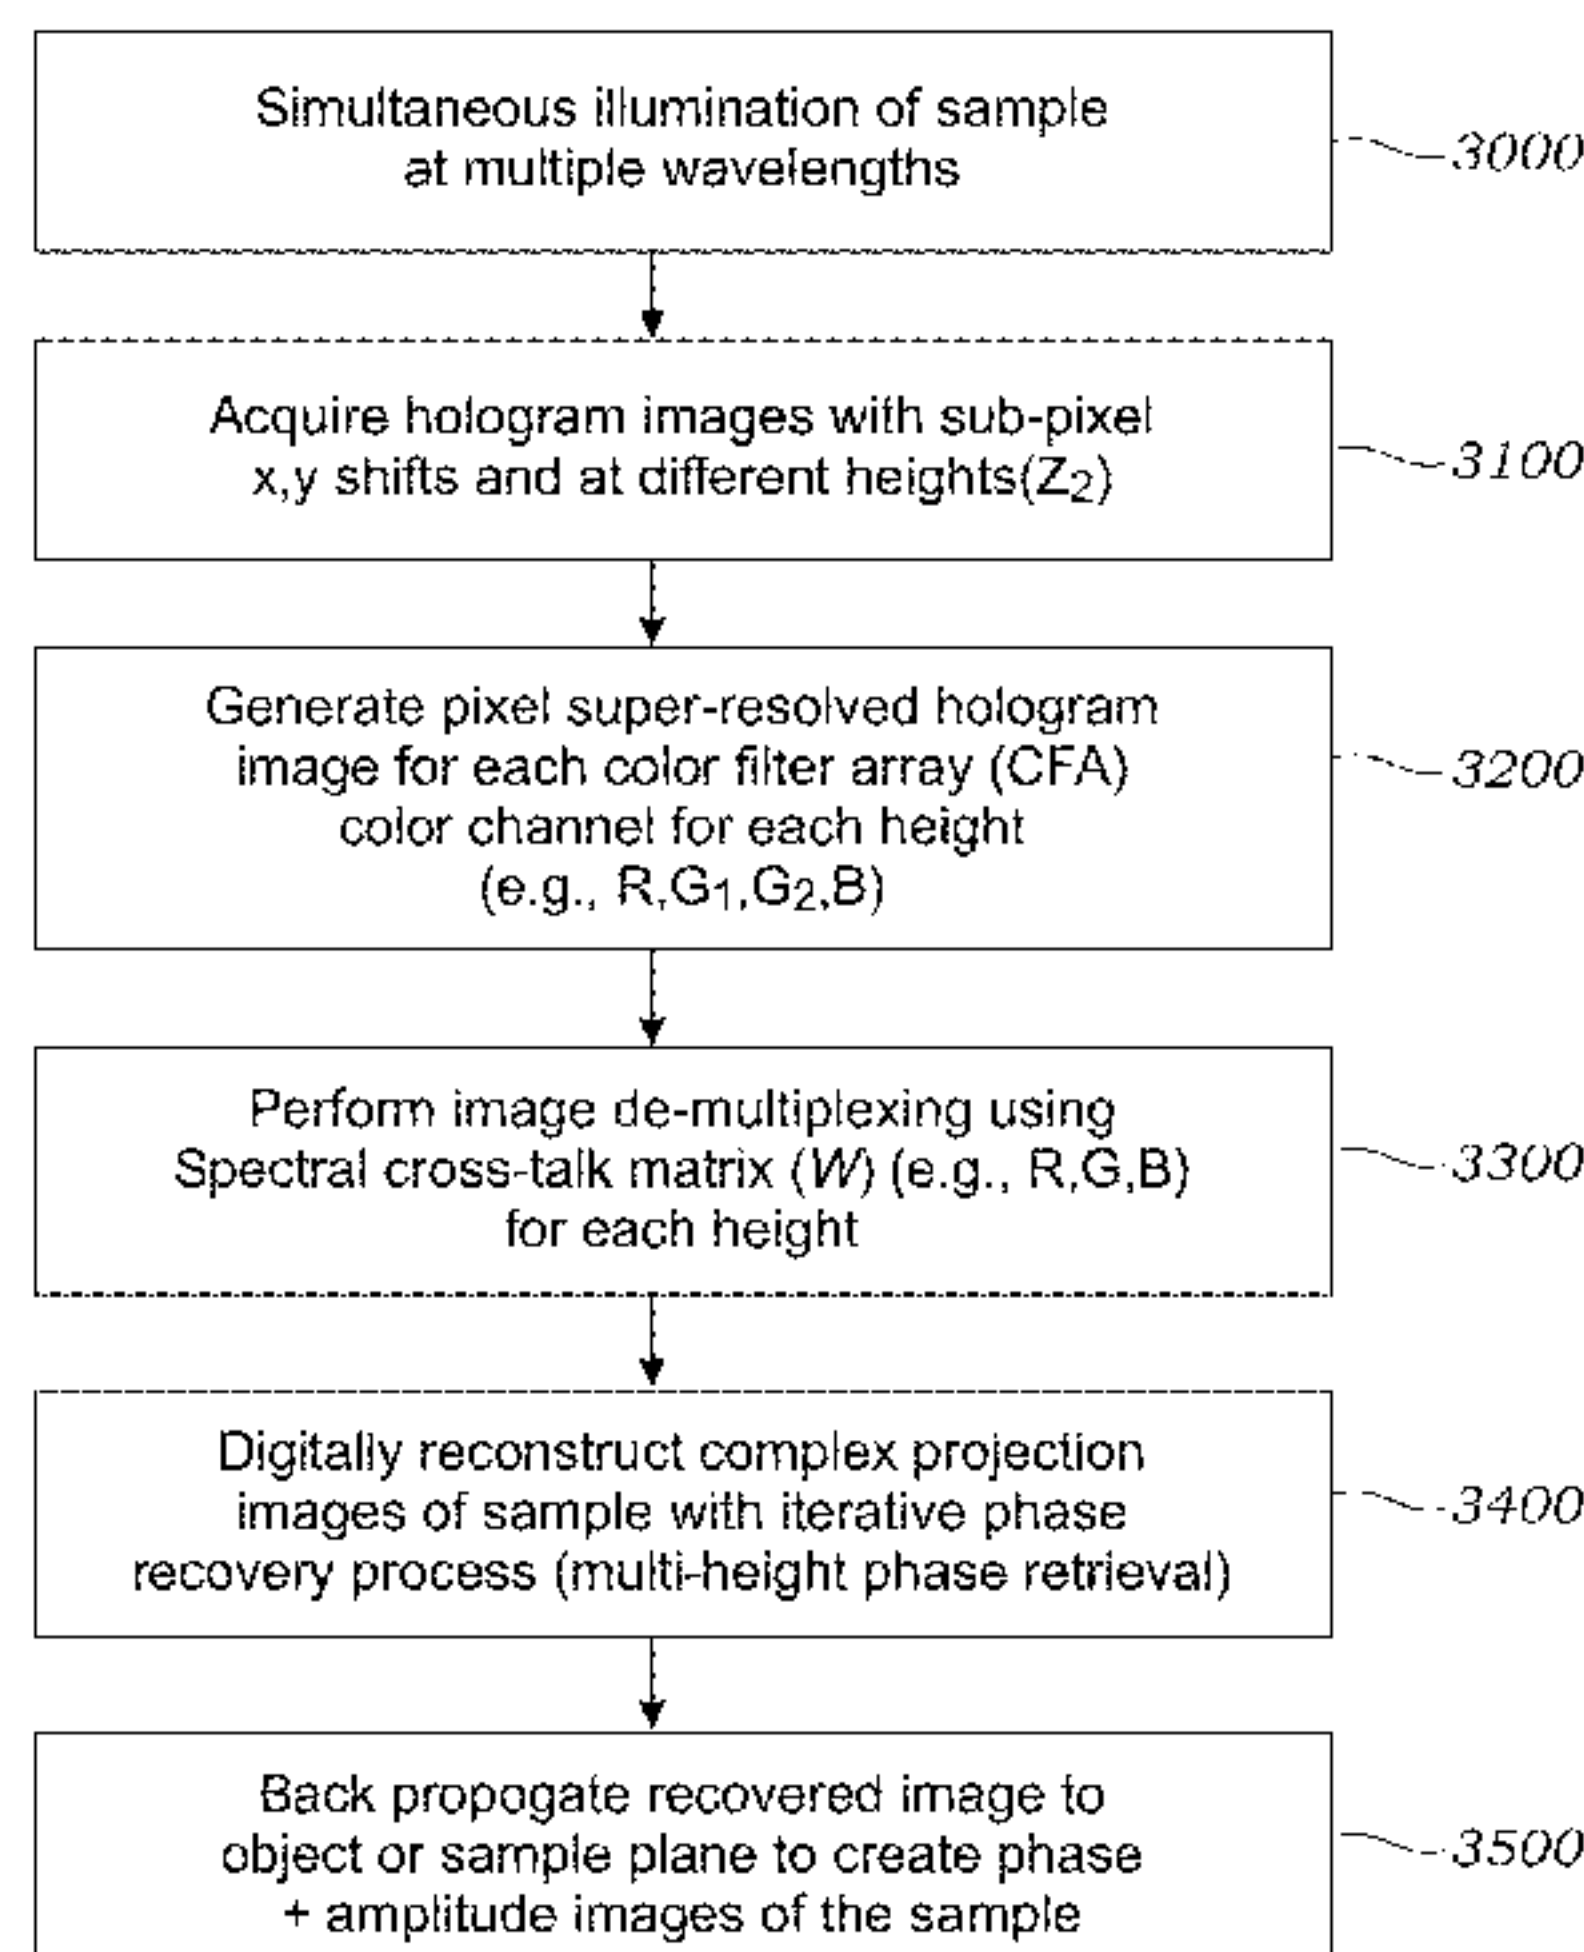 Simultaneous illumination of sample
at multiple wavelengths
3000
Acquire hologram images with sub-pixel
x,y shifts and at different heights(Z₂)
3100
Generate pixel super-resolved hologram
image for each color filter array (CFA)
color channel for each height
(e.g., R,G₁,G₂,B)
3200
Perform image de-multiplexing using
Spectral cross-talk matrix (W) (e.g., R,G,B)
for each height
3300
Digitally reconstruct complex projection
images of sample with iterative phase
recovery process (multi-height phase retrieval)
3400
Back propogate recovered image to
object or sample plane to create phase
+ amplitude images of the sample
3500